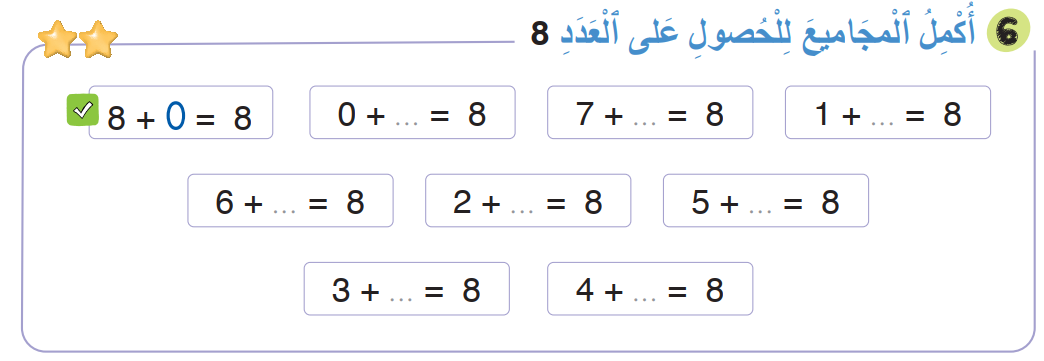 6 أُكْمِلُ ٱلْمَجَاميعَ لِلْحُصولِ عَلى ٱلْعَدَدِ 8
8 + 0 = 8 0 + ... = 8 7 + ... = 8 1 + ... = 8
6 + ... = 8 2 + ... = 8 5 + ... = 8
3 + ... = 8 4 + ... = 8